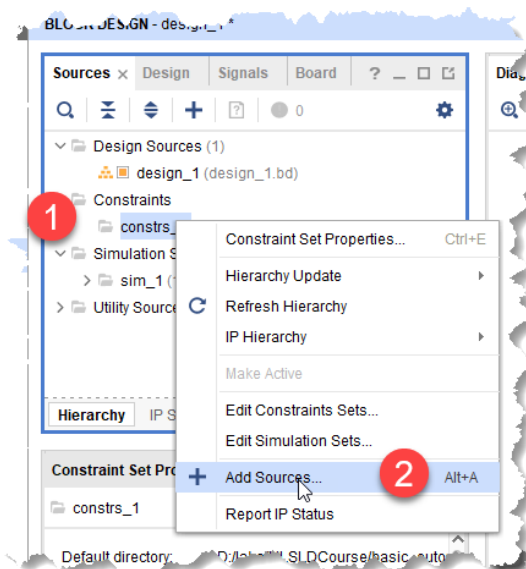 BLOCK DESIGN - design_1 *
Sources × Design Signals Board ? Diag
0
Design Sources (1)
design_1 (design_1.bd)
1 Constraints
constrs_
Constraint Set Properties... Ctrl+E
Simulation S
Hierarchy Update
sim_1 (
Refresh Hierarchy
Utility Source
IP Hierarchy
Make Active
Edit Constraints Sets...
Hierarchy IP S
Edit Simulation Sets...
Constraint Set Pro
Add Sources... 2 Alt+A
constrs_1
Report IP Status
Default directory: